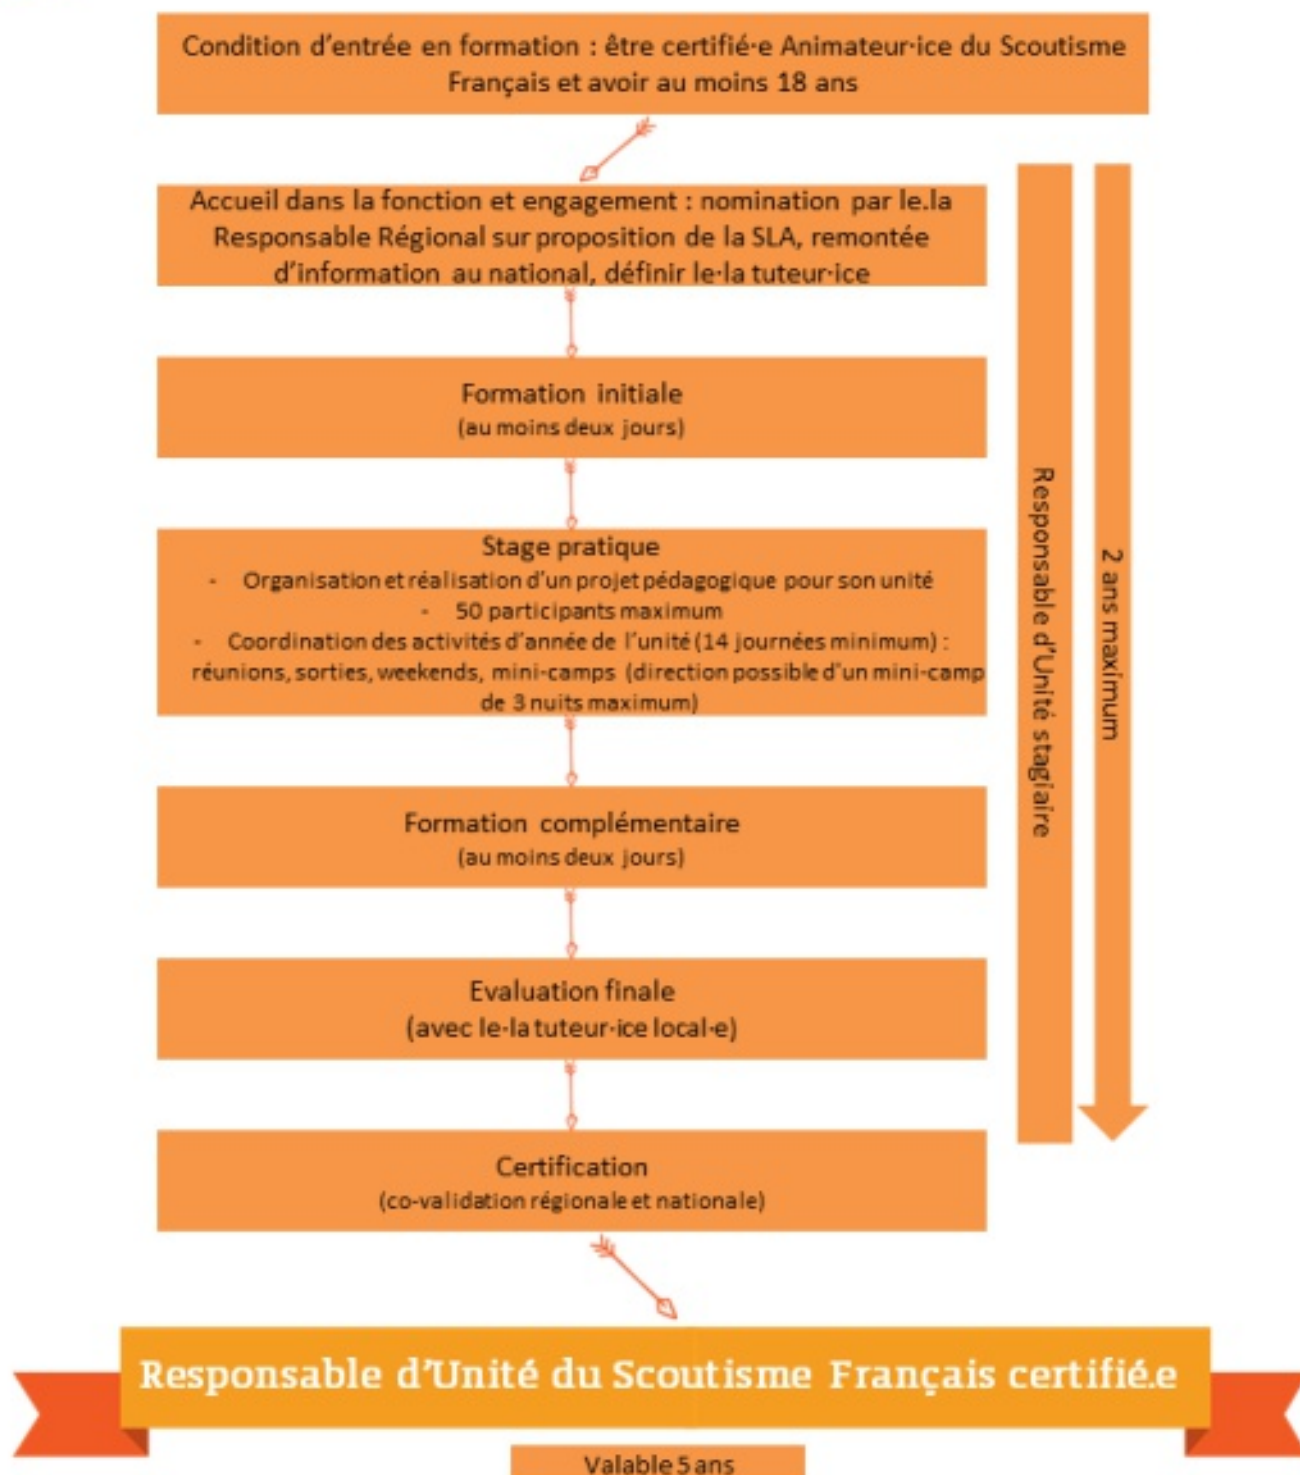 Condition d'entrée en formation : être certifié·e Animateur·ice du Scoutisme
Français et avoir au moins 18 ans
Accueil dans la fonction et engagement : nomination par le.la
Responsable Régional sur proposition de la SLA, remontée
d'information au national, définir le·la tuteur·ice
Formation initiale
(au moins deux jours)
Stage pratique
- Organisation et réalisation d'un projet pédagogique pour son unité
- 50 participants maximum
- Coordination des activités d'année de l'unité (14 journées minimum) :
réunions, sorties, weekends, mini-camps (direction possible d'un mini-camp
de 3 nuits maximum)
Formation complémentaire
(au moins deux jours)
Evaluation finale
(avec le·la tuteur·ice local·e)
Certification
(co-validation régionale et nationale)
Responsable d'Unité stagiaire
2 ans maximum
Responsable d'Unité du Scoutisme Français certifié.e
Valable 5 ans